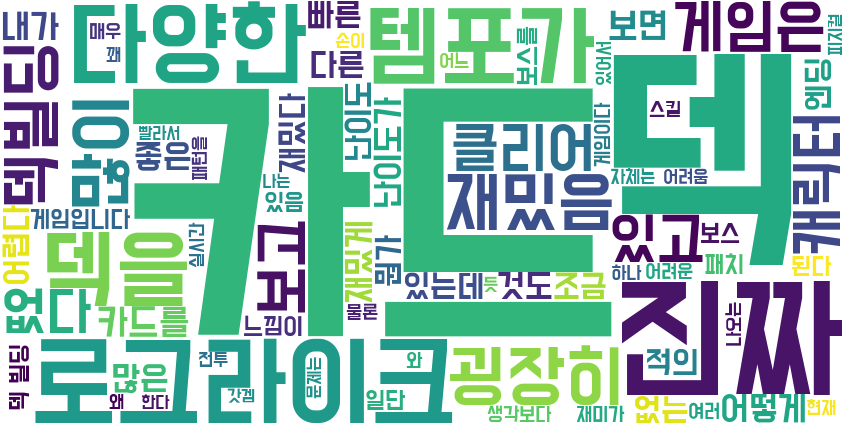 내가
매우
꽤
다양한
빠른
손이
다른
템포가
어느
보스를
있어서
보면
게임은
피지컬
덱빌딩
많이
빨라서
좋은
패턴을
재밌다
난이도
난이도가
카드
덱
클리어
게임이다
재밌음
스킬
엔딩
자제는
어려움
캐릭터
나는
있음
게임입니다
어렵다
덱을
실시간
보고
재밌게
뭔가
있고
보스
하나
어려운
패치
된다
없다
카드를
느낌이
물론
있는데
듯
것도
조금
진짜
나오는
덱 빌딩
로그라이크
많은
왜
한다
전투
갓겜
문제는
와
일단
굉장히
생각보다
재미가
적의
없는
여러
어떻게
현재